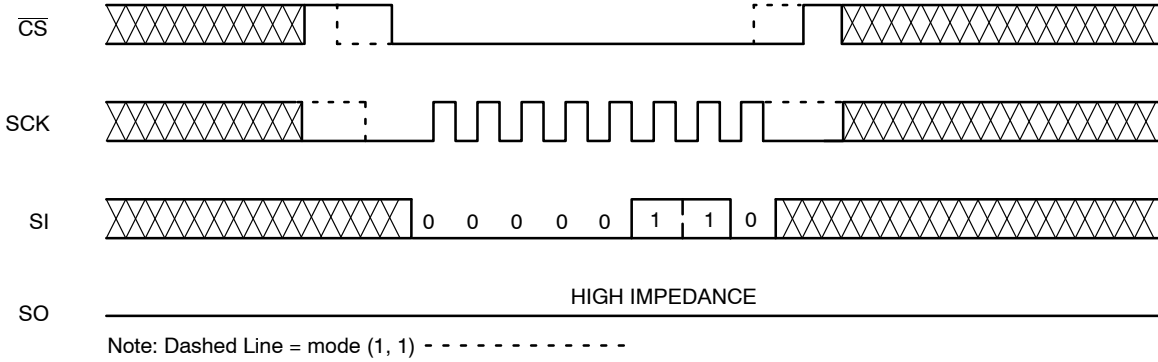 C̅S̅
SCK
SI
0 0 0 0 0 1 1 0
SO
HIGH IMPEDANCE
Note: Dashed Line = mode (1, 1)